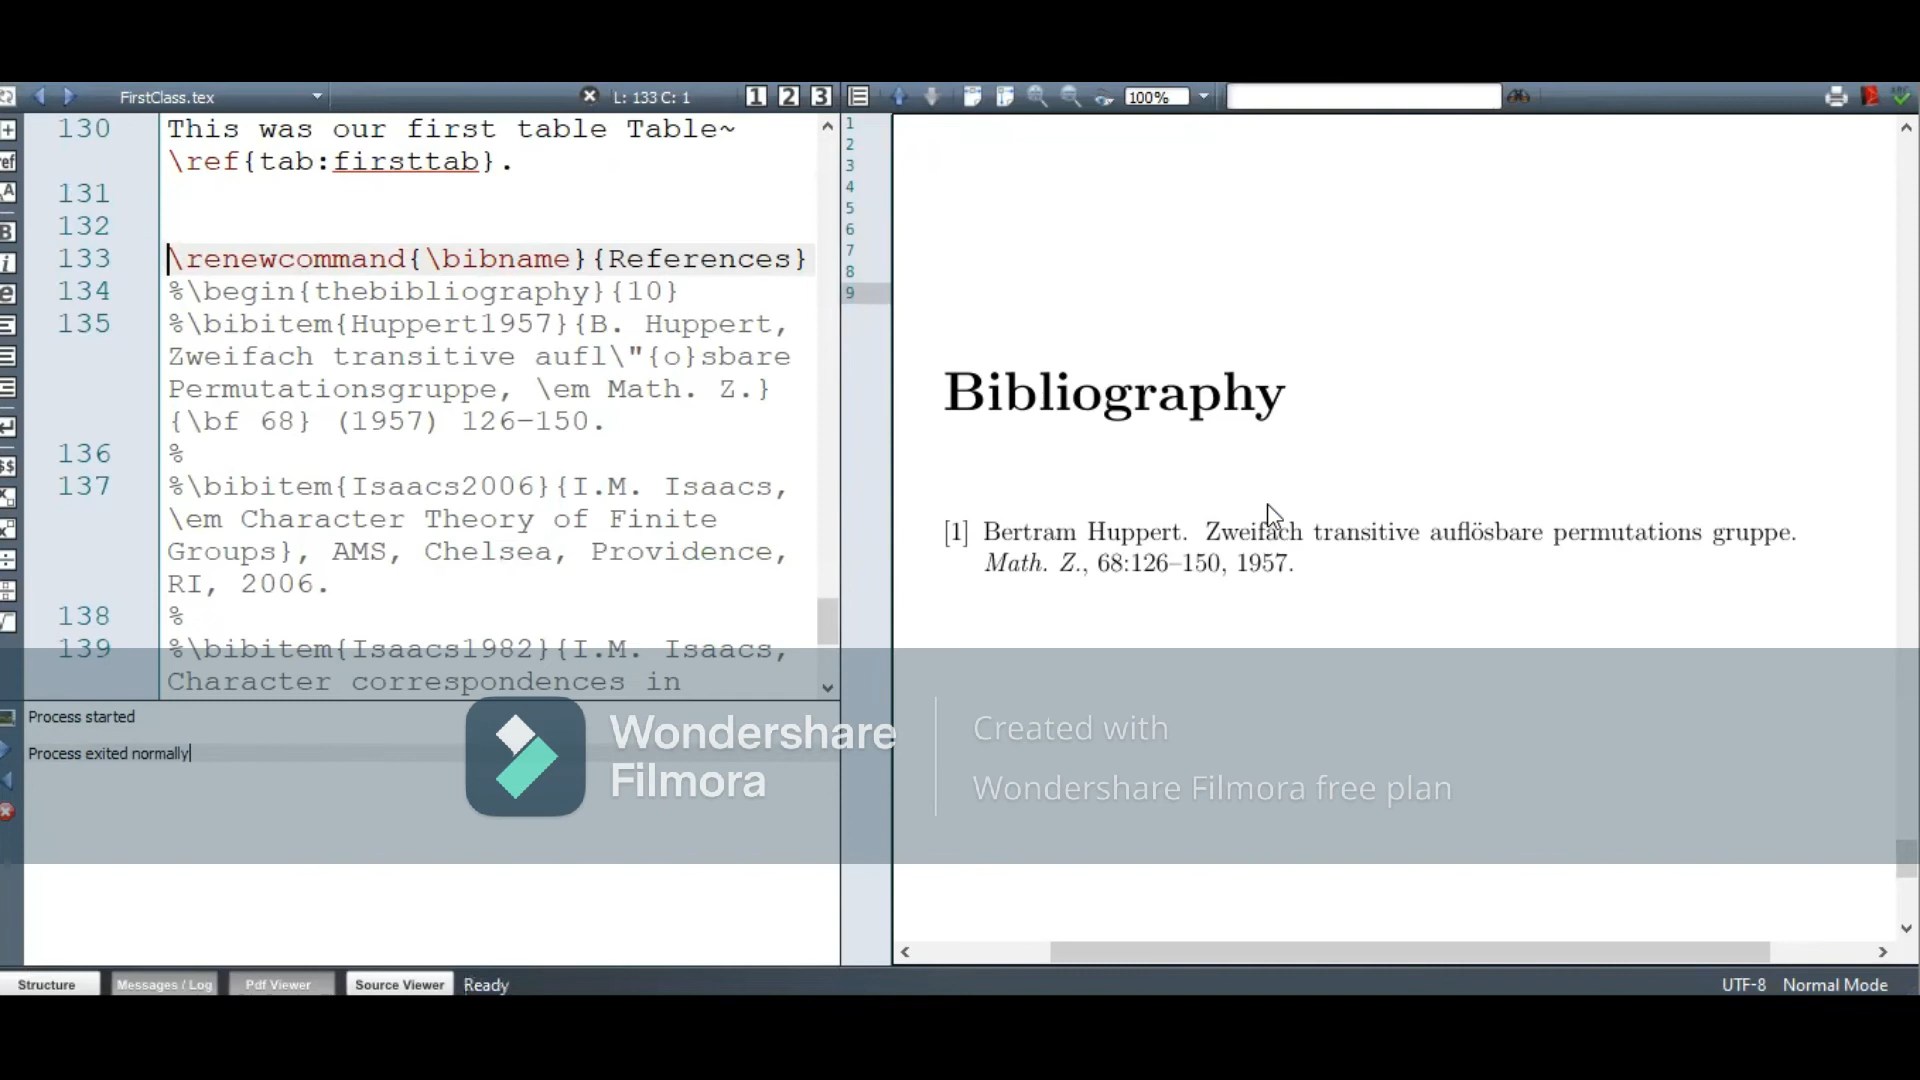 FirstClass.tex L: 133 C: 1 1 2 3 100%
130 This was our first table Table~
\ref{tab:firsttab}.
131
132
133 \renewcommand{\bibname}{References}
134 %\begin{thebibliography}{10}
135 %\bibitem{Huppert1957}{B. Huppert,
Zweifach transitive aufl\"{o}sbare
Permutationsgruppe, \em Math. Z.}
{\bf 68} (1957) 126–150.
136 %
137 %\bibitem{Isaacs2006}{I.M. Isaacs,
\em Character Theory of Finite
Groups}, AMS, Chelsea, Providence,
RI, 2006.
138 %
139 %\bibitem{Isaacs1982}{I.M. Isaacs,
Character correspondences in
1
2
3
4
5
6
7
8
9
Bibliography
[1] Bertram Huppert. Zweifach transitive auflösbare permutations gruppe.
Math. Z., 68:126–150, 1957.
Process started
Process exited normally
Wondershare
Filmora
Created with
Wondershare Filmora free plan
Structure Messages / Log Pdf Viewer Source Viewer Ready UTF-8 Normal Mode